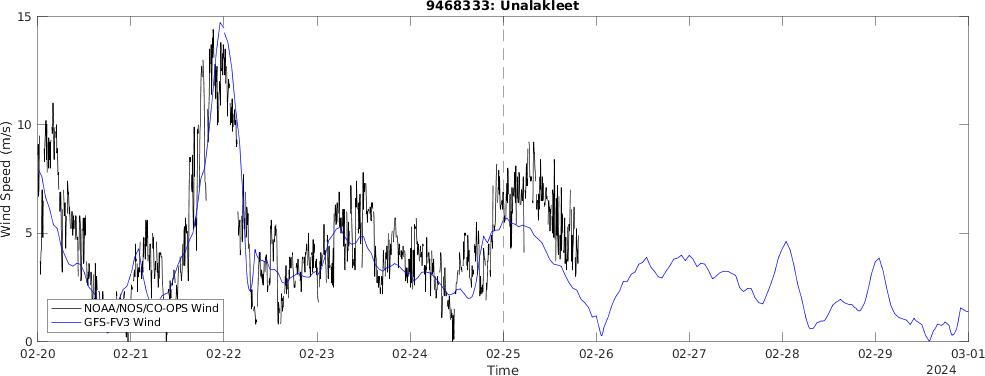 9468333: Unalakleet
15
10
5
0
Wind Speed (m/s)
NOAA/NOS/CO-OPS Wind
GFS-FV3 Wind
02-20 02-21 02-22 02-23 02-24 02-25 02-26 02-27 02-28 02-29 03-01
Time
2024